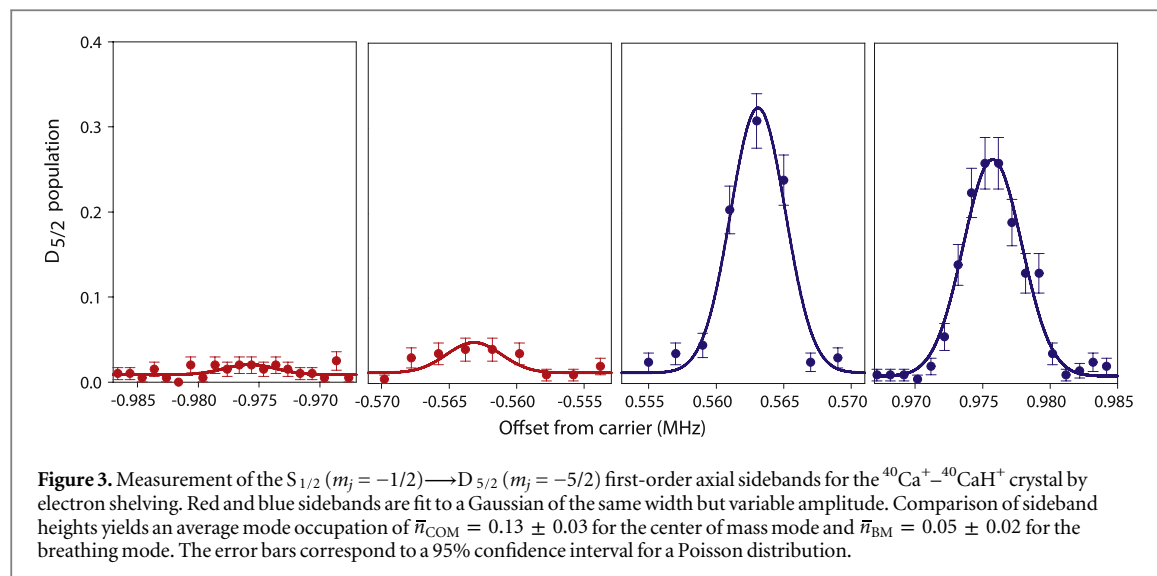 0.4
0.3
0.2
0.1
0.0
D5/2 population
-0.985 -0.980 -0.975 -0.970
-0.570 -0.565 -0.560 -0.555
0.555 0.560 0.565 0.570
0.970 0.975 0.980 0.985
Offset from carrier (MHz)
Figure 3. Measurement of the S1/2 (mj = −1/2)⟶D 5/2 (mj = −5/2) first-order axial sidebands for the 40Ca+–40CaH+ crystal by
electron shelving. Red and blue sidebands are fit to a Gaussian of the same width but variable amplitude. Comparison of sideband
heights yields an average mode occupation of n̅COM = 0.13 ± 0.03 for the center of mass mode and n̅BM = 0.05 ± 0.02 for the
breathing mode. The error bars correspond to a 95% confidence interval for a Poisson distribution.